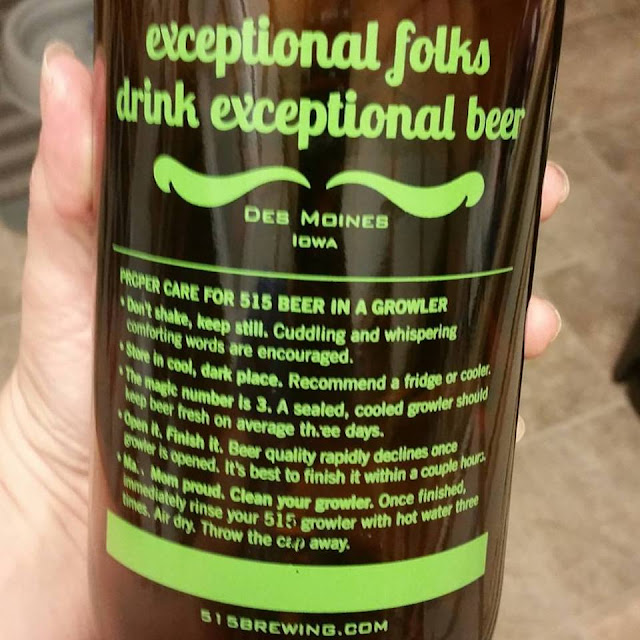 exceptional folks
drink exceptional beer
DES MOINES
IOWA
PROPER CARE FOR 515 BEER IN A GROWLER
• Don't shake, keep still. Cuddling and whispering
comforting words are encouraged.
• Store in cool, dark place. Recommend a fridge or cooler.
• The magic number is 3. A sealed, cooled growler should
keep beer fresh on average three days.
• Open it. Finish it. Beer quality rapidly declines once
growler is opened. It's best to finish it within a couple hours.
• Mom proud. Clean your growler. Once finished,
immediately rinse your 515 growler with hot water three
times. Air dry. Throw the cap away.
515BREWING.COM